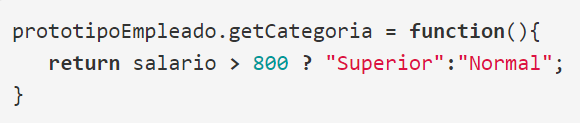 prototipoEmpleado.getCategoria = function(){
   return salario > 800 ? "Superior":"Normal";
}